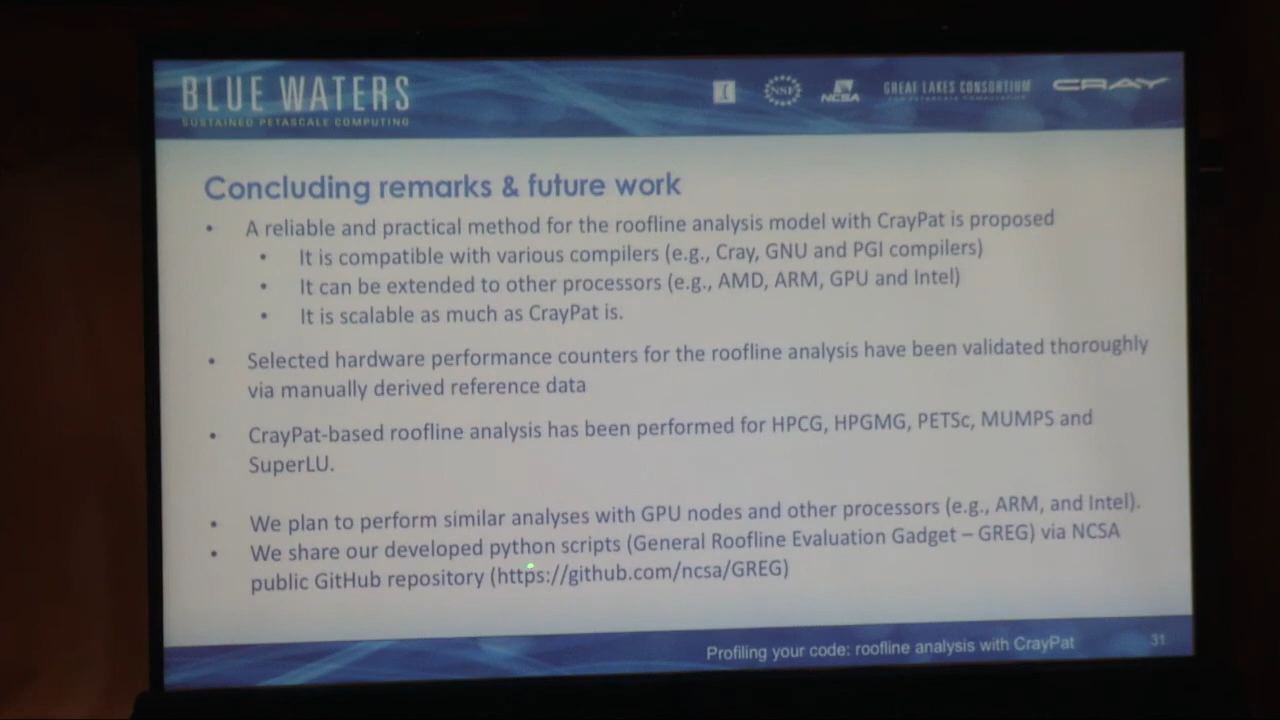 BLUE WATERS
SUSTAINED PETASCALE COMPUTING
I
NSF
NCSA
GREAT LAKES CONSORTIUM
FOR PETASCALE COMPUTATION
CRAY
Concluding remarks & future work
• A reliable and practical method for the roofline analysis model with CrayPat is proposed
• It is compatible with various compilers (e.g., Cray, GNU and PGI compilers)
• It can be extended to other processors (e.g., AMD, ARM, GPU and Intel)
• It is scalable as much as CrayPat is.
• Selected hardware performance counters for the roofline analysis have been validated thoroughly
via manually derived reference data
• CrayPat-based roofline analysis has been performed for HPCG, HPGMG, PETSc, MUMPS and
SuperLU.
• We plan to perform similar analyses with GPU nodes and other processors (e.g., ARM, and Intel).
• We share our developed python scripts (General Roofline Evaluation Gadget – GREG) via NCSA
public GitHub repository (https://github.com/ncsa/GREG)
Profiling your code: roofline analysis with CrayPat
31